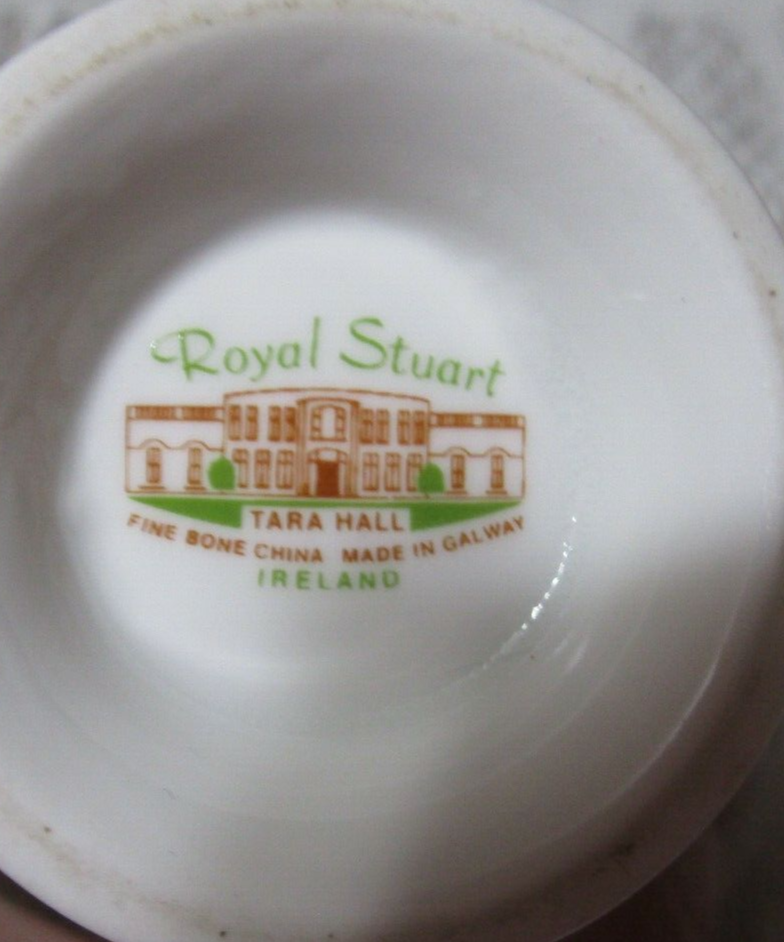 Royal Stuart
TARA HALL
FINE BONE CHINA MADE IN GALWAY
IRELAND